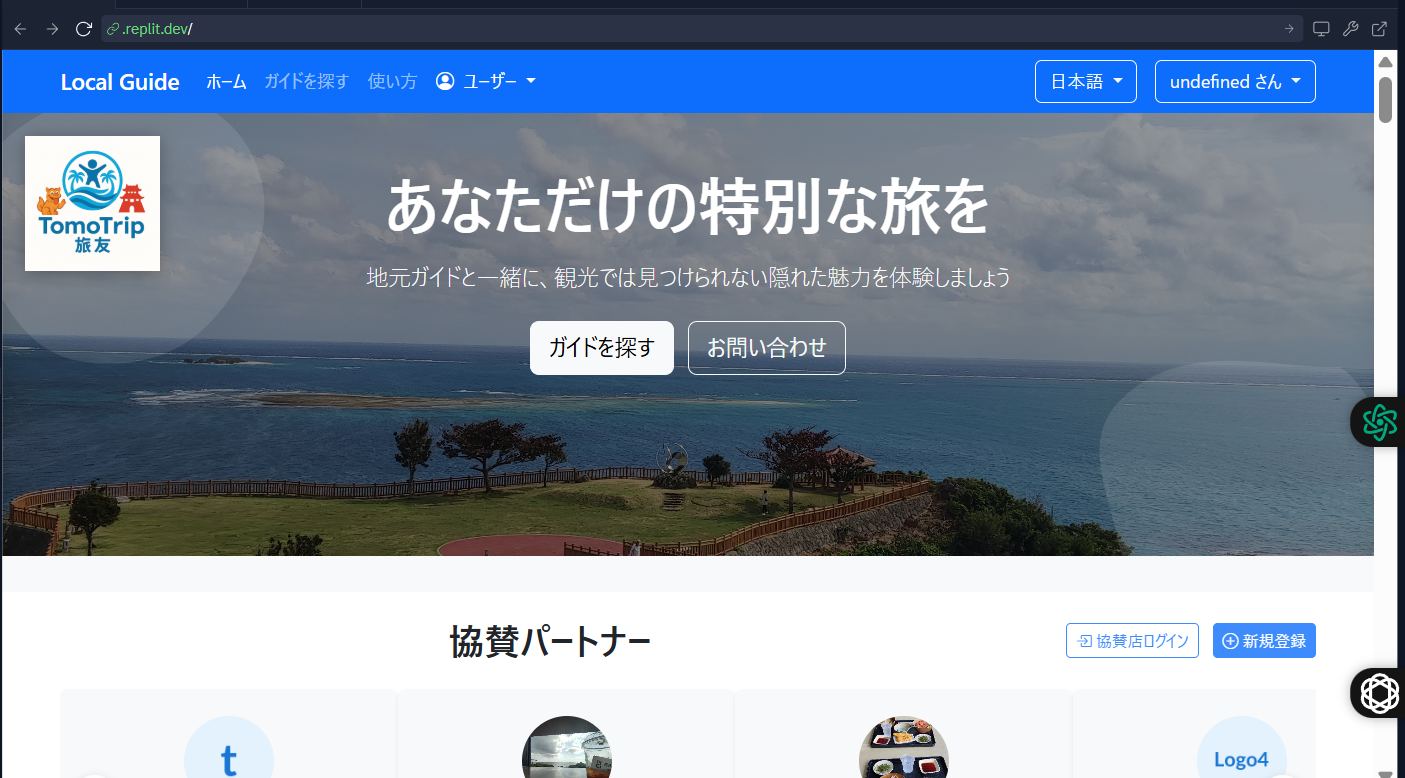 .replit.dev/
Local Guide ホーム ガイドを探す 使い方 ユーザー 日本語 undefined さん
TomoTrip
旅友
あなただけの特別な旅を
地元ガイドと一緒に、観光では見つけられない隠れた魅力を体験しましょう
ガイドを探す お問い合わせ
協賛パートナー 協賛店ログイン 新規登録
t Logo4